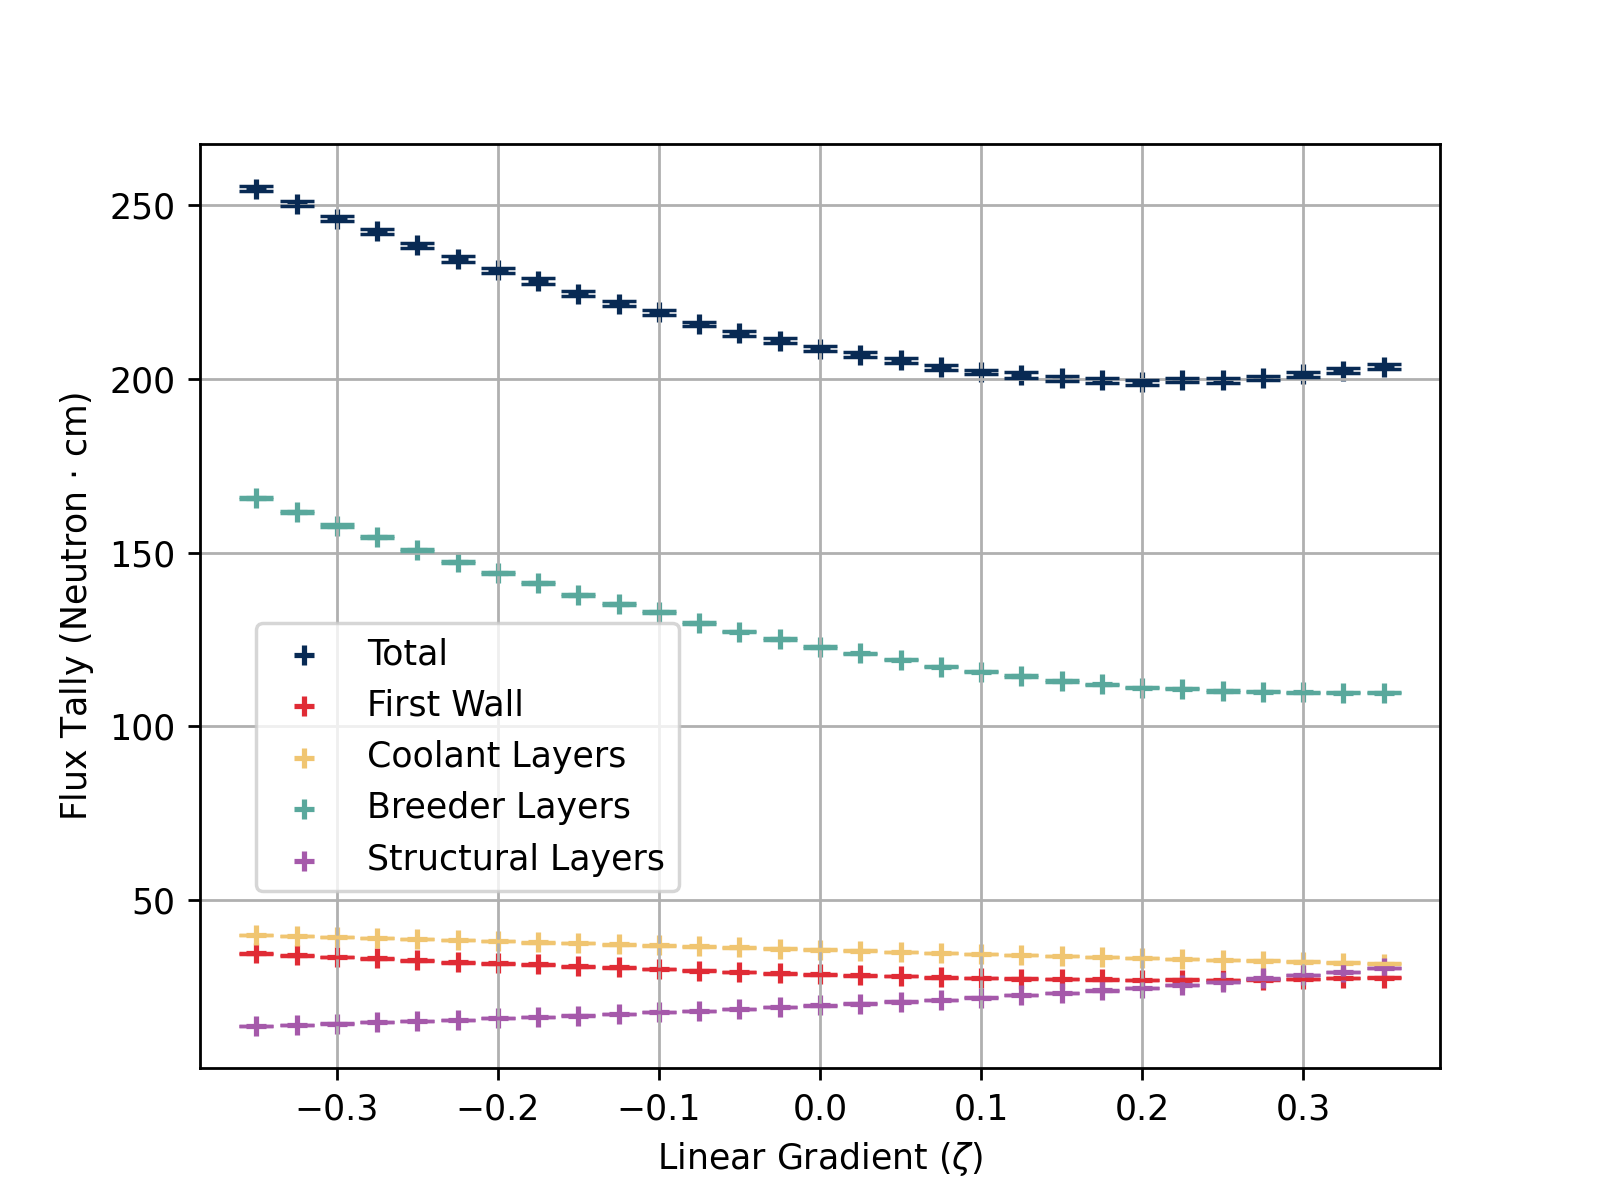 250
200
150
100
50
Flux Tally (Neutron · cm)
Total
First Wall
Coolant Layers
Breeder Layers
Structural Layers
−0.3 −0.2 −0.1 0.0 0.1 0.2 0.3
Linear Gradient (ζ)